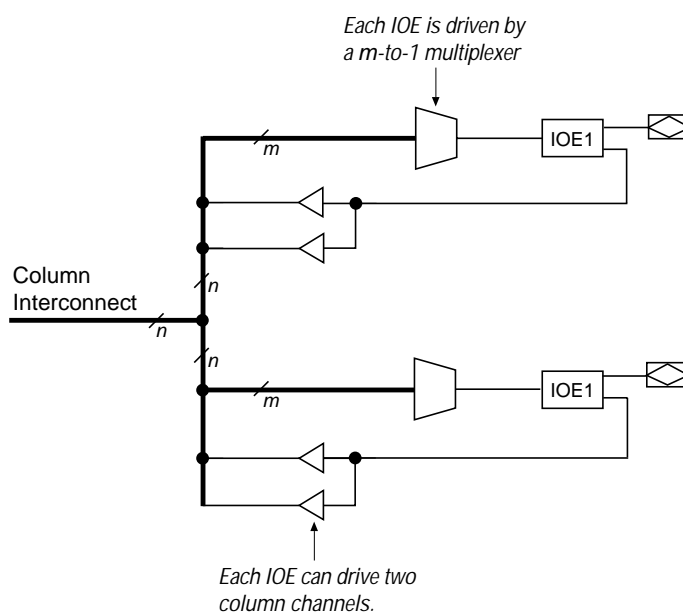 Each IOE is driven by
a m-to-1 multiplexer
m
IOE1
n
Column
Interconnect
n
n
m
IOE1
Each IOE can drive two
column channels.